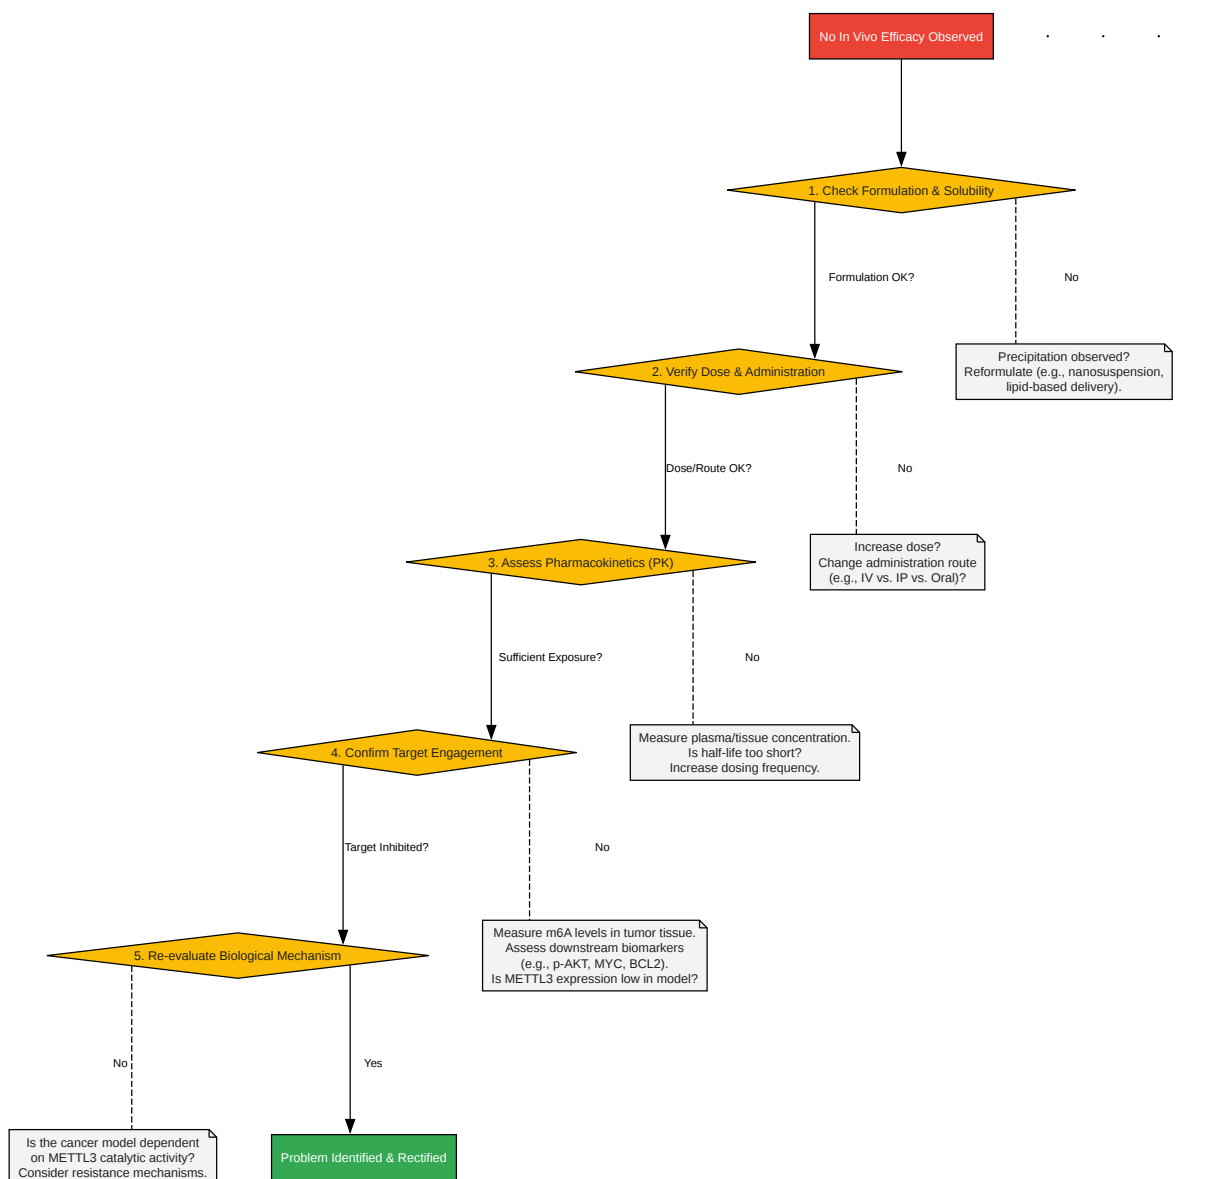 No In Vivo Efficacy Observed
1. Check Formulation & Solubility
Formulation OK?
No
Precipitation observed?
Reformulate (e.g., nanosuspension,
lipid-based delivery).
2. Verify Dose & Administration
Dose/Route OK?
No
Increase dose?
Change administration route
(e.g., IV vs. IP vs. Oral)?
3. Assess Pharmacokinetics (PK)
Sufficient Exposure?
No
Measure plasma/tissue concentration.
Is half-life too short?
Increase dosing frequency.
4. Confirm Target Engagement
Target Inhibited?
No
Measure m6A levels in tumor tissue.
Assess downstream biomarkers
(e.g., p-AKT, MYC, BCL2).
Is METTL3 expression low in model?
5. Re-evaluate Biological Mechanism
No
Yes
Is the cancer model dependent
on METTL3 catalytic activity?
Consider resistance mechanisms.
Problem Identified & Rectified